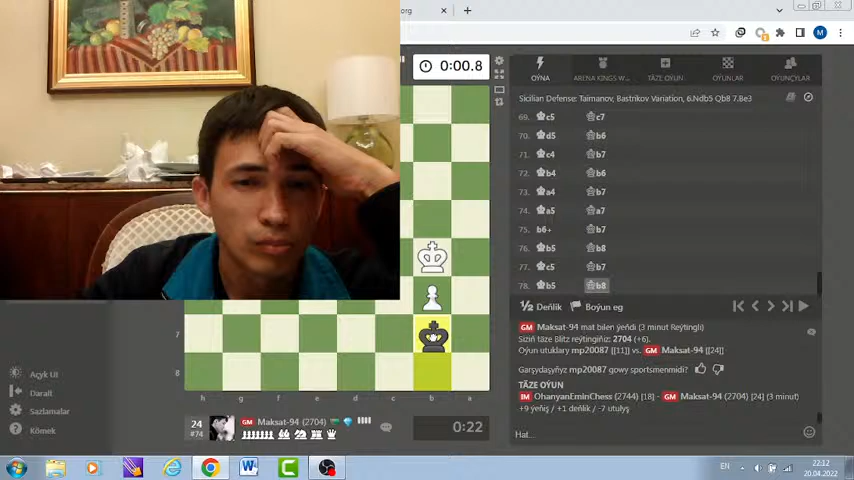 org
0:00.8
OÝNA
ARENA KINGS W...
TÄZE OÝUN
OÝUNLAR
OÝUNÇYLAR
Sicilian Defense: Taimanov, Bastrikov Variation, 6.Ndb5 Qb8 7.Be3
69. c5 c7
70. d5 b6
71. c4 b7
72. b4 b6
73. a4 b7
74. a5 a7
75. b6+ b7
76. b5 b8
77. c5 b7
78. b5 b8
½ Deňlik Boýun eg
GM Maksat-94 mat bilen ýeňdi (3 minut Reýtingli)
Siziň täze Blitz reýtingiňiz: 2704 (+6).
Oýun utuklary mp20087 [11] vs. GM Maksat-94 [24]
Garşydaşyňyz mp20087 gowy sportsmenmidi?
TÄZE OÝUN
IM OhanyanEminChess (2744) [18] - GM Maksat-94 (2704) [24] (3 minut)
+9 ýeňiş / +1 deňlik / -7 utulyş
Hat...
7
8
h g f e d c b a
Açyk UI
Daralt
Sazlamalar
Kömek
24
#74
GM Maksat-94 (2704)
0:22
EN
22:12
20.04.2022